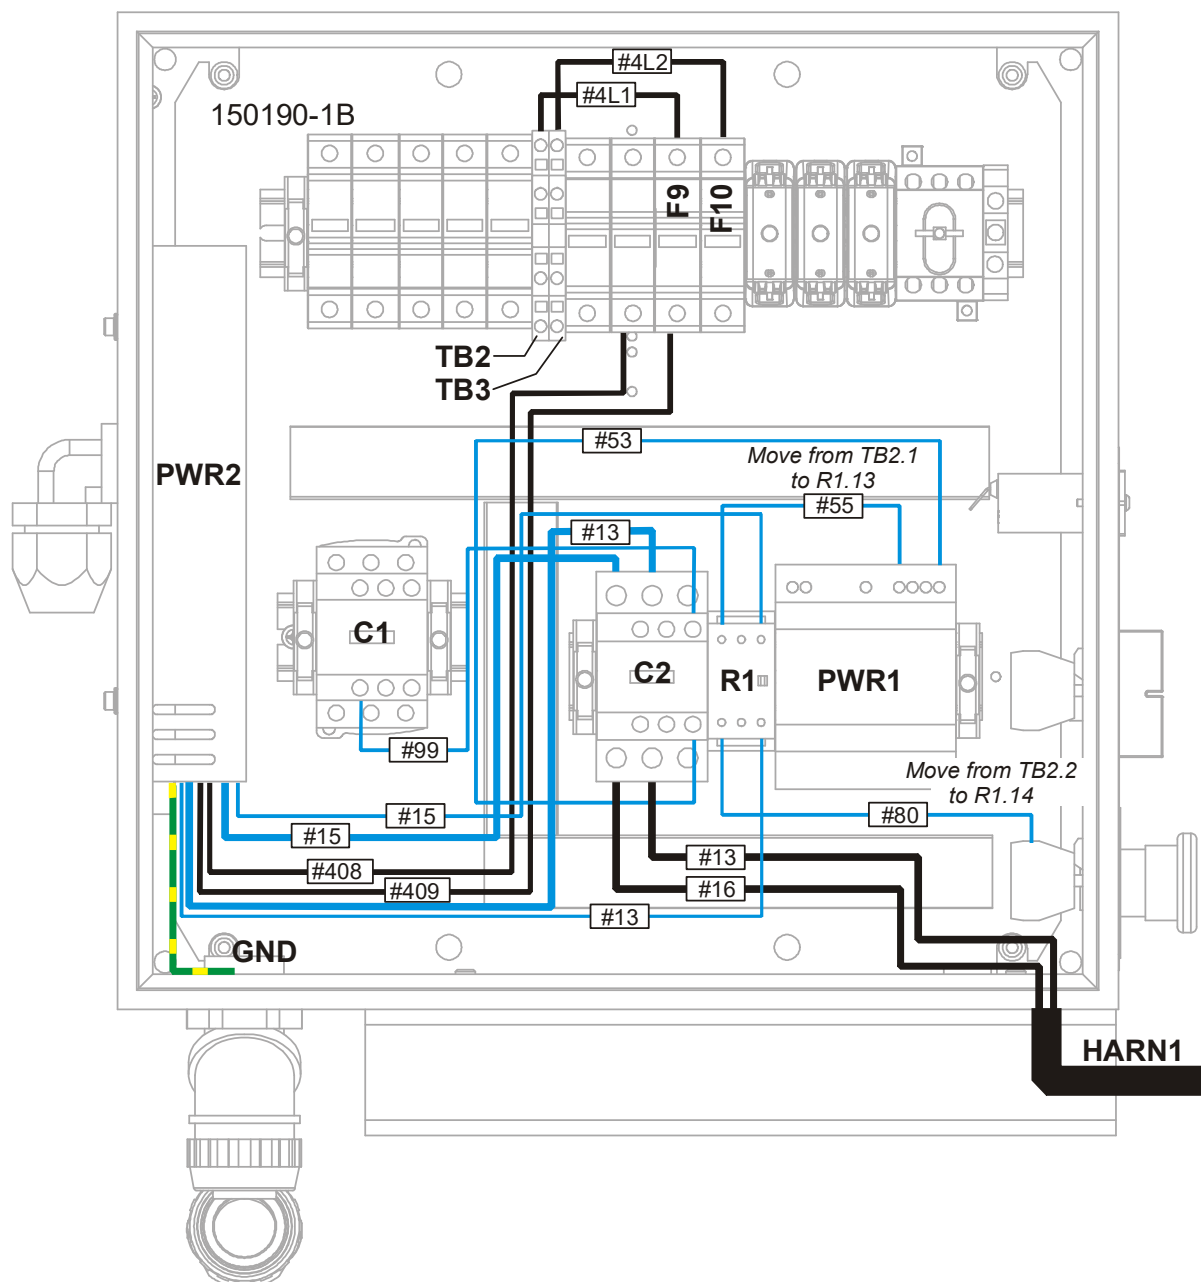 #4L2
#4L1
150190-1B
F9
F10
TB2
TB3
#53
PWR2
Move from TB2.1
to R1.13
#55
#13
C1
C2
R1
PWR1
#99
Move from TB2.2
to R1.14
#15
#80
#15
#13
#408
#16
#409
#13
GND
HARN1